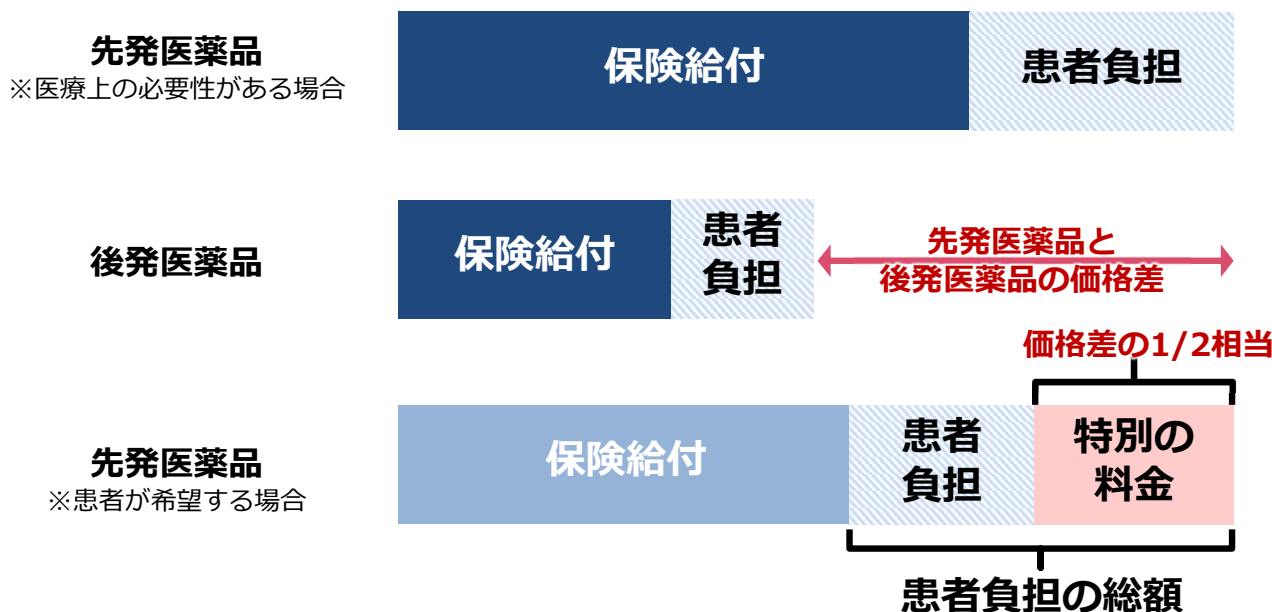 先発医薬品
※医療上の必要性がある場合
保険給付
患者負担
後発医薬品
保険給付
患者
負担
先発医薬品と
後発医薬品の価格差
価格差の1/2相当
先発医薬品
※患者が希望する場合
保険給付
患者
負担
特別の
料金
患者負担の総額